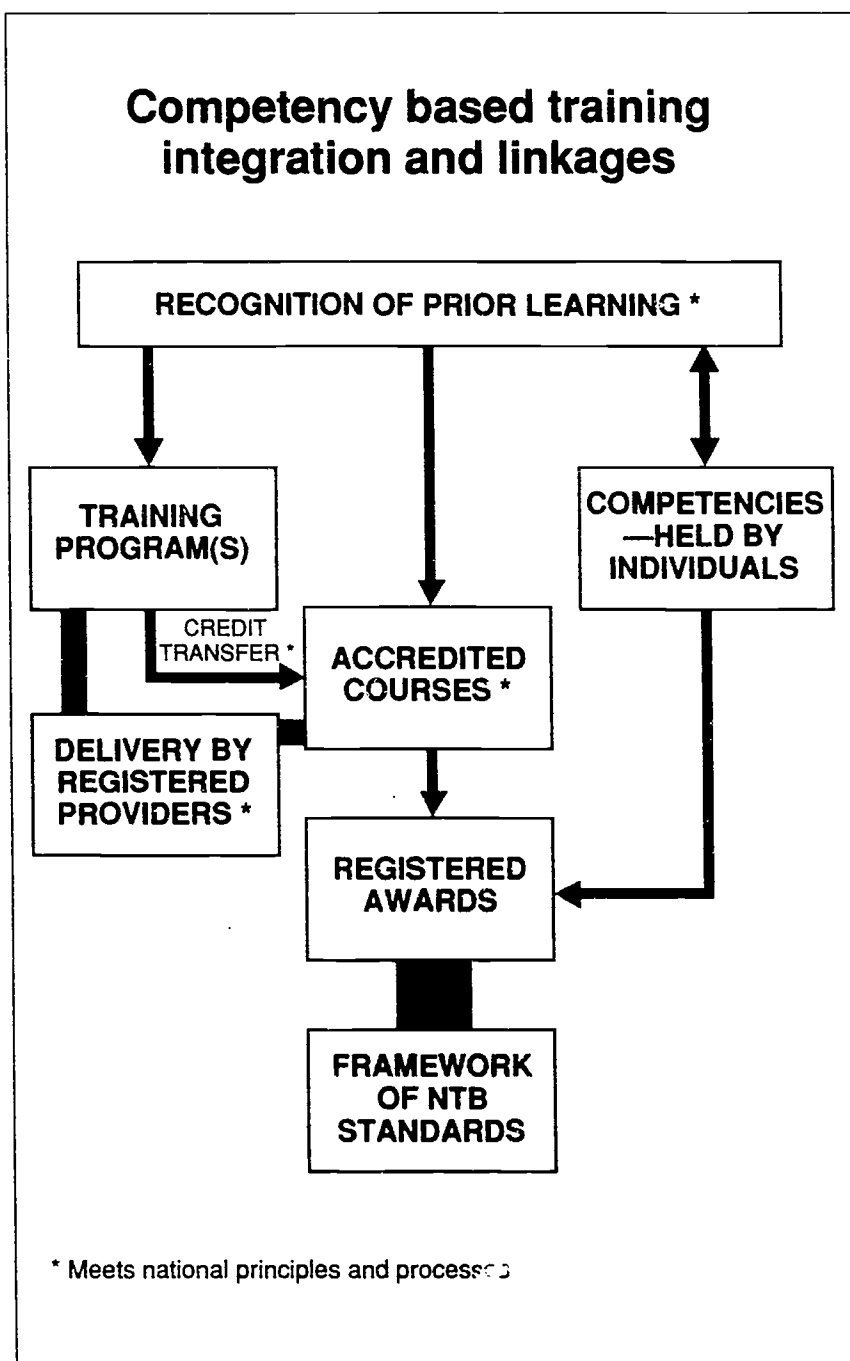 Competency based training
integration and linkages
RECOGNITION OF PRIOR LEARNING *
TRAINING
PROGRAM(S)
COMPETENCIES
—HELD BY
INDIVIDUALS
CREDIT
TRANSFER *
ACCREDITED
COURSES *
DELIVERY BY
REGISTERED
PROVIDERS *
REGISTERED
AWARDS
FRAMEWORK
OF NTB
STANDARDS
* Meets national principles and processes